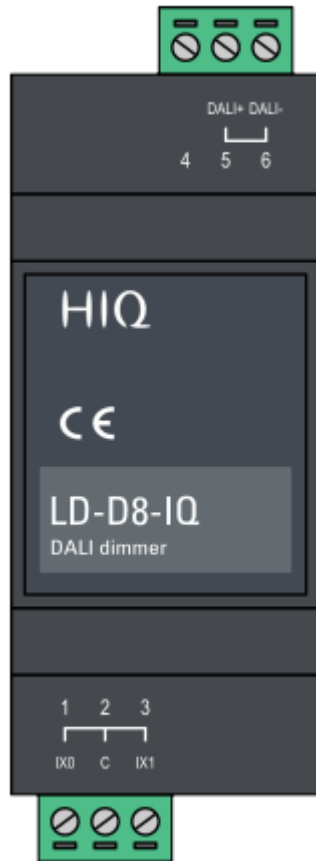 DALI+ DALI-
4 5 6
HIQ
CE
LD-D8-IQ
DALI dimmer
1 2 3
IX0 C IX1